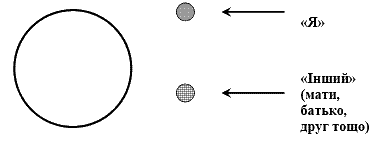 «Я»
«Інший»
(мати,
батько,
друг тощо)